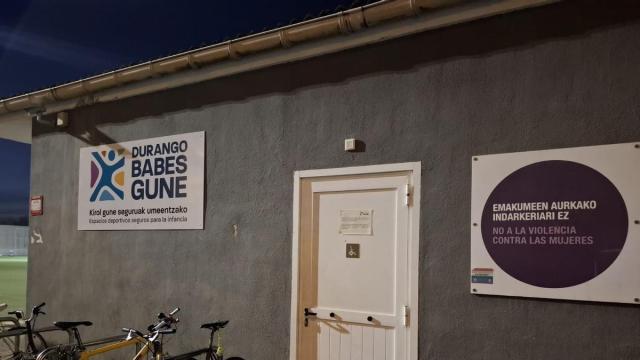 DURANGO
BABES
GUNE
Kirol gune seguruak umeentzako
Espacios deportivos seguros para la infancia
EMAKUMEEN AURKAKO
INDARKERIARI EZ
NO A LA VIOLENCIA
CONTRA LAS MUJERES